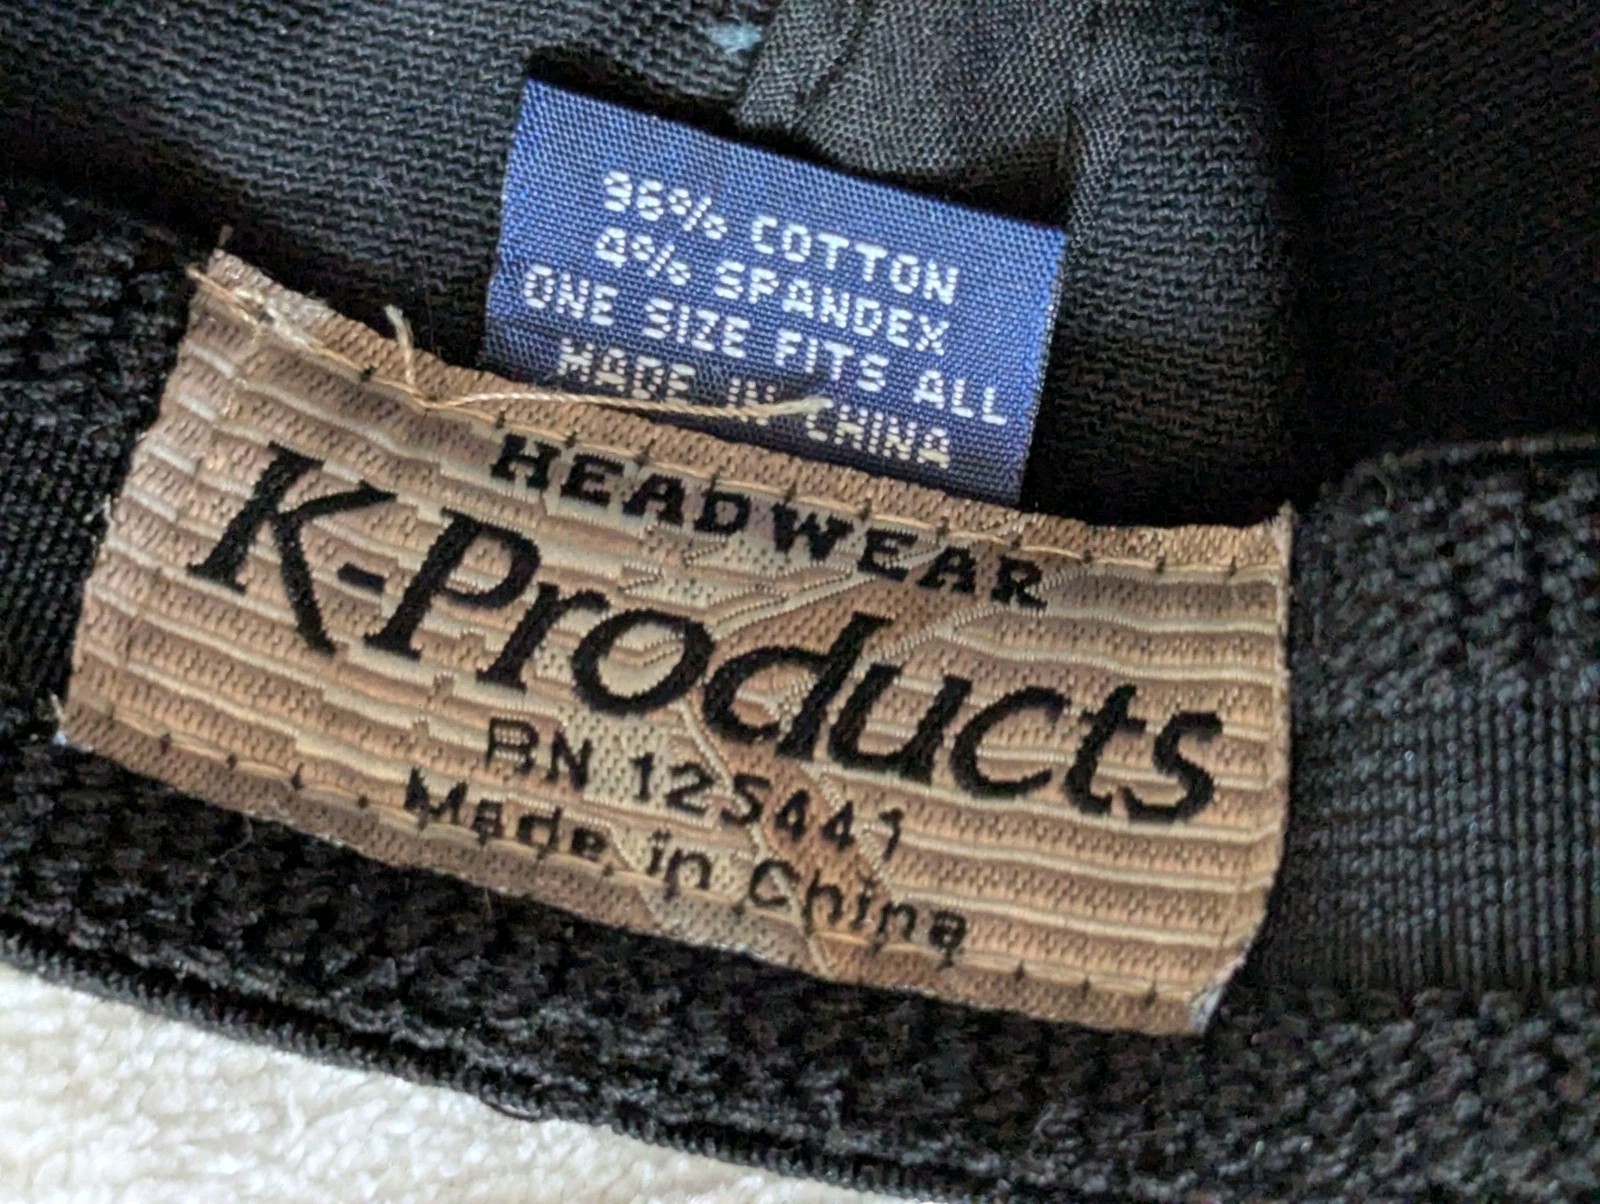 96% COTTON
4% SPANDEX
ONE SIZE FITS ALL
MADE IN CHINA
HEADWEAR
K-Products
RN 125441
Made in China